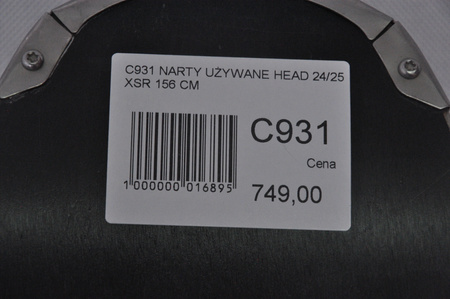 C931 NARTY UŻYWANE HEAD 24/25
XSR 156 CM
C931
Cena
1 000000 016895
749,00